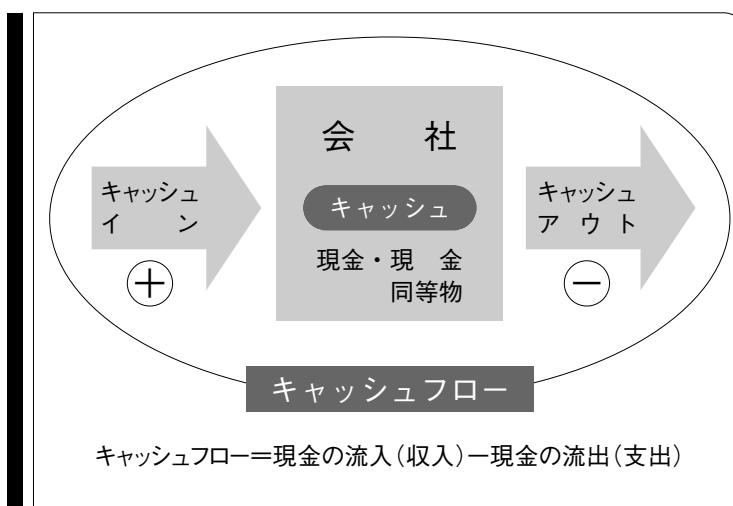 会　社
キャッシュ
イ　ン
キャッシュ
現金・現　金
同等物
キャッシュ
ア ウ ト
＋
－
キャッシュフロー
キャッシュフロー＝現金の流入（収入）－現金の流出（支出）